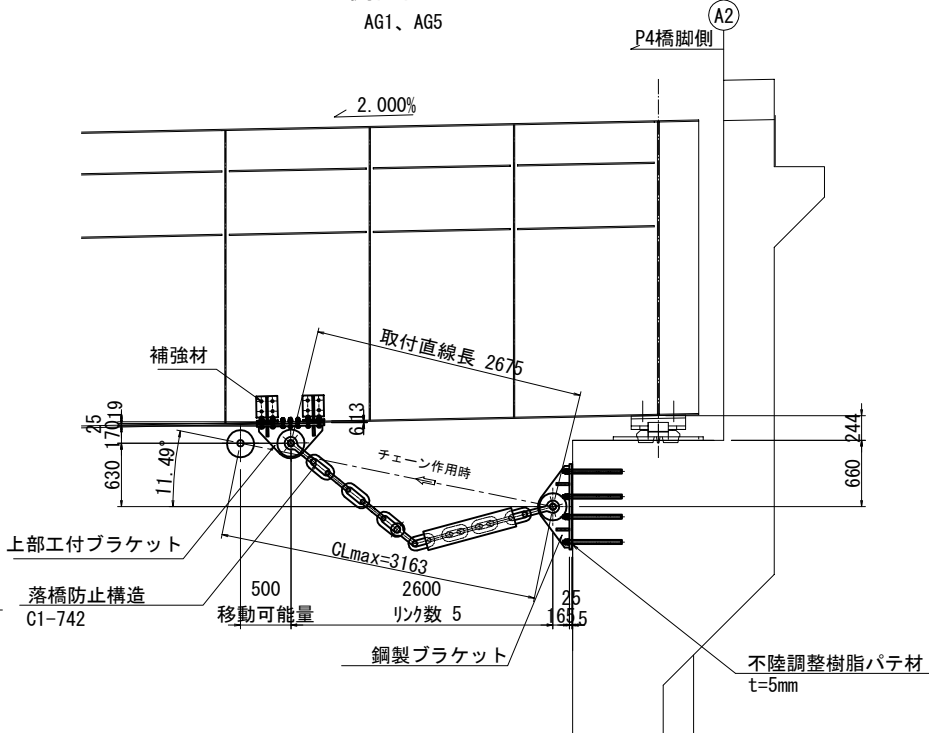 AG1、AG5
A2
P4橋脚側
2.000%
取付直線長 2675
補強材
25
17019
613
244
630
11.49°
チェーン作用時
660
上部工付ブラケット
CLmax=3163
落橋防止構造
C1-742
500
移動可能量
2600
リンク数 5
25
165
5
鋼製ブラケット
不陸調整樹脂パテ材
t=5mm